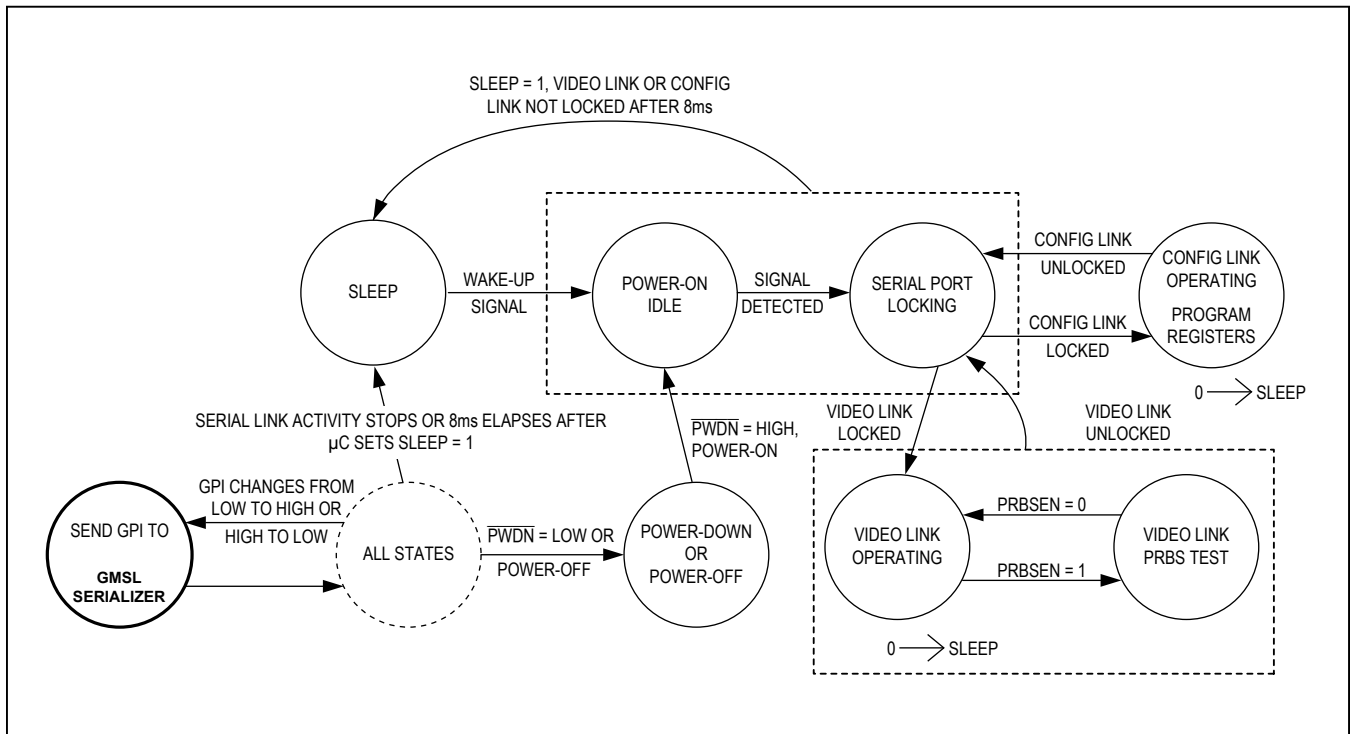 SLEEP = 1, VIDEO LINK OR CONFIG
LINK NOT LOCKED AFTER 8ms
SLEEP
WAKE-UP
SIGNAL
POWER-ON
IDLE
SIGNAL
DETECTED
SERIAL PORT
LOCKING
CONFIG LINK
UNLOCKED
CONFIG LINK
LOCKED
CONFIG LINK
OPERATING
PROGRAM
REGISTERS
0 → SLEEP
SERIAL LINK ACTIVITY STOPS OR 8ms ELAPSES AFTER
µC SETS SLEEP = 1
PWDN = HIGH,
POWER-ON
VIDEO LINK
LOCKED
VIDEO LINK
UNLOCKED
SEND GPI TO
GMSL
SERIALIZER
GPI CHANGES FROM
LOW TO HIGH OR
HIGH TO LOW
ALL STATES
PWDN = LOW OR
POWER-OFF
POWER-DOWN
OR
POWER-OFF
VIDEO LINK
OPERATING
PRBSEN = 0
PRBSEN = 1
VIDEO LINK
PRBS TEST
0 → SLEEP